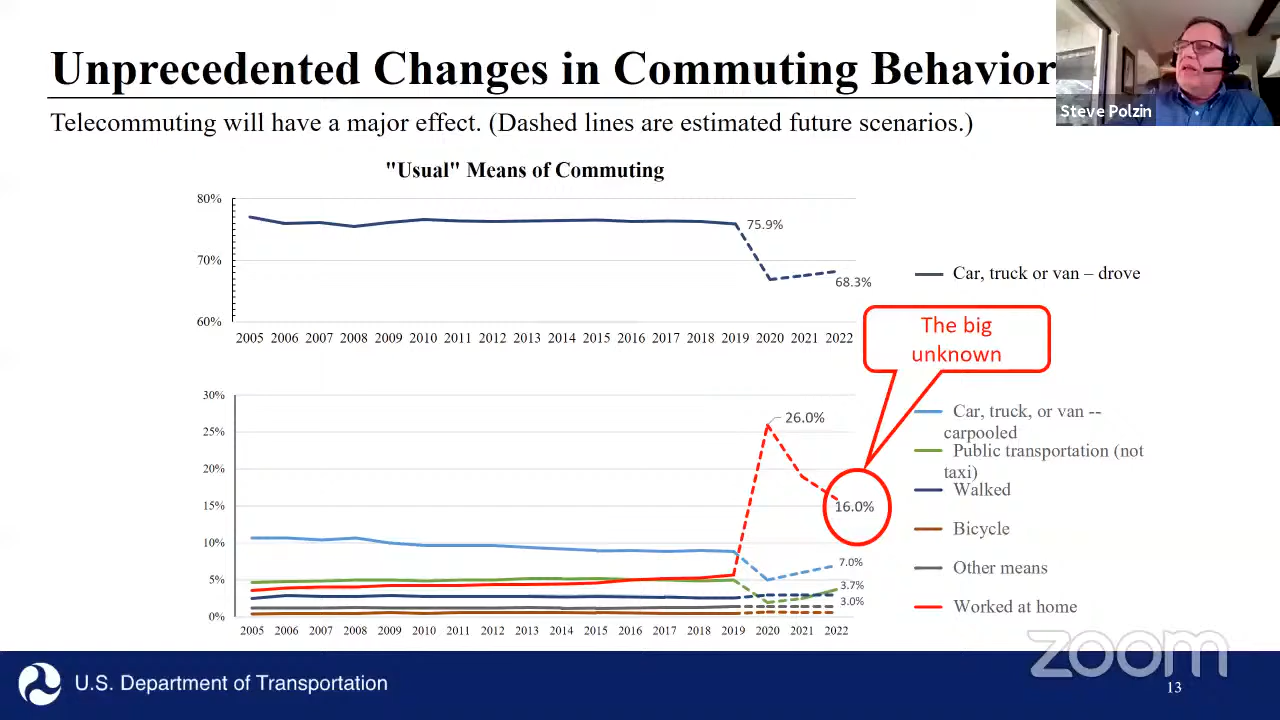 Unprecedented Changes in Commuting Behavior
Steve Polzin
Telecommuting will have a major effect. (Dashed lines are estimated future scenarios.)
"Usual" Means of Commuting
80%
70%
60%
75.9%
68.3%
2005 2006 2007 2008 2009 2010 2011 2012 2013 2014 2015 2016 2017 2018 2019 2020 2021 2022
Car, truck or van – drove
The big
unknown
30%
25%
20%
15%
10%
5%
0%
26.0%
16.0%
7.0%
3.7%
3.0%
2005 2006 2007 2008 2009 2010 2011 2012 2013 2014 2015 2016 2017 2018 2019 2020 2021 2022
Car, truck, or van --
carpooled
Public transportation (not
taxi)
Walked
Bicycle
Other means
Worked at home
zoom
U.S. Department of Transportation
13